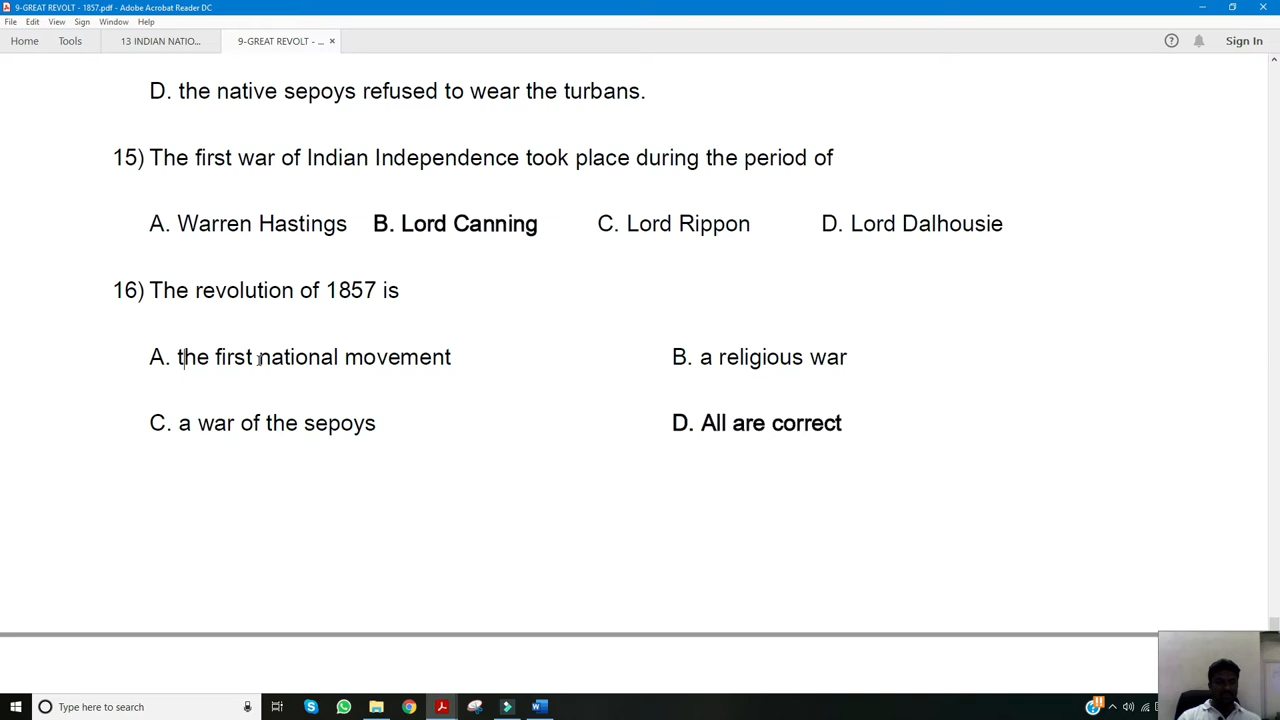 9-GREAT REVOLT - 1857.pdf - Adobe Acrobat Reader DC
File Edit View Sign Window Help
Home Tools 13 INDIAN NATIO... 9-GREAT REVOLT - ... × Sign In
D. the native sepoys refused to wear the turbans.
15) The first war of Indian Independence took place during the period of
A. Warren Hastings B. Lord Canning C. Lord Rippon D. Lord Dalhousie
16) The revolution of 1857 is
A. the first national movement B. a religious war
C. a war of the sepoys D. All are correct
Type here to search